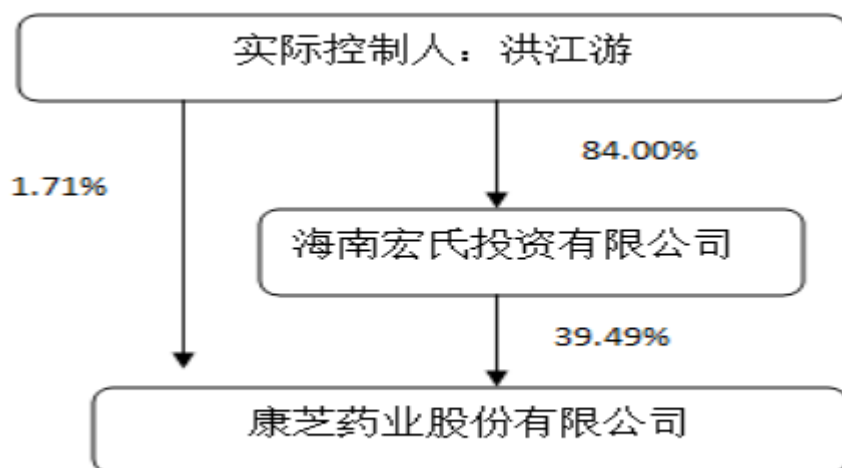 实际控制人：洪江游
84.00%
1.71%
海南宏氏投资有限公司
39.49%
康芝药业股份有限公司